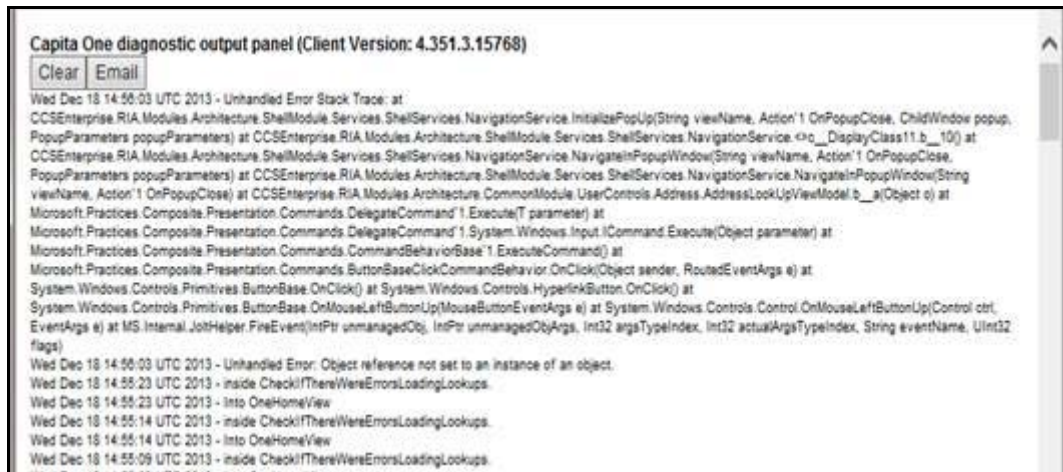 Capita One diagnostic output panel (Client Version: 4.351.3.15768)
Clear Email
Wed Dec 18 14:56:03 UTC 2013 - Unhandled Error Stack Trace: at
CCSEnterprise.RIA.Modules.Architecture.ShellModule.Services.ShellServices.NavigationService.InitializePopUp(String viewName, Action`1 OnPopupClose, ChildWindow popup,
PopupParameters popupParameters) at CCSEnterprise.RIA.Modules.Architecture.ShellModule.Services.ShellServices.NavigationService.<>c__DisplayClass11.b__10() at
CCSEnterprise.RIA.Modules.Architecture.ShellModule.Services.ShellServices.NavigationService.NavigateInPopupWindow(String viewName, Action`1 OnPopupClose,
PopupParameters popupParameters) at CCSEnterprise.RIA.Modules.Architecture.ShellModule.Services.ShellServices.NavigationService.NavigateInPopupWindow(String
viewName, Action`1 OnPopupClose) at CCSEnterprise.RIA.Modules.Architecture.CommonModule.UserControls.Address.AddressLookUpViewModel.b__a(Object o) at
Microsoft.Practices.Composite.Presentation.Commands.DelegateCommand`1.Execute(T parameter) at
Microsoft.Practices.Composite.Presentation.Commands.DelegateCommand`1.System.Windows.Input.ICommand.Execute(Object parameter) at
Microsoft.Practices.Composite.Presentation.Commands.CommandBehaviorBase`1.ExecuteCommand() at
Microsoft.Practices.Composite.Presentation.Commands.ButtonBaseClickCommandBehavior.OnClick(Object sender, RoutedEventArgs e) at
System.Windows.Controls.Primitives.ButtonBase.OnClick() at System.Windows.Controls.HyperlinkButton.OnClick() at
System.Windows.Controls.Primitives.ButtonBase.OnMouseLeftButtonUp(MouseButtonEventArgs e) at System.Windows.Controls.Control.OnMouseLeftButtonUp(Control ctrl,
EventArgs e) at MS.Internal.JoltHelper.FireEvent(IntPtr unmanagedObj, IntPtr unmanagedObjArgs, Int32 argsTypeIndex, Int32 actualArgsTypeIndex, String eventName, UInt32
flags)
Wed Dec 18 14:56:03 UTC 2013 - Unhandled Error: Object reference not set to an instance of an object.
Wed Dec 18 14:55:23 UTC 2013 - inside CheckIfThereWereErrorsLoadingLookups.
Wed Dec 18 14:55:23 UTC 2013 - Into OneHomeView
Wed Dec 18 14:55:14 UTC 2013 - inside CheckIfThereWereErrorsLoadingLookups.
Wed Dec 18 14:55:14 UTC 2013 - Into OneHomeView
Wed Dec 18 14:55:09 UTC 2013 - inside CheckIfThereWereErrorsLoadingLookups.